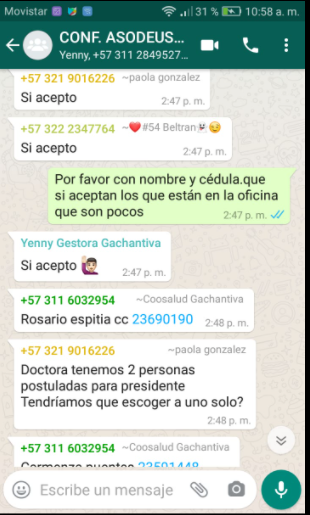 Movistar 31 % 10:58 a. m.
CONF. ASODEUS...
Yenny, +57 311 2849527...
+57 321 9016226 ~paola gonzalez
Si acepto
2:47 p. m.
+57 322 2347764 ~❤️#54 Beltran😉
Si acepto
2:47 p. m.
Por favor con nombre y cédula.que
si aceptan los que están en la oficina
que son pocos
2:47 p. m.
Yenny Gestora Gachantiva
Si acepto 🙋🏻‍♂️
2:47 p. m.
+57 311 6032954 ~Coosalud Gachantiva
Rosario espitia cc 23690190 2:48 p. m.
+57 321 9016226 ~paola gonzalez
Doctora tenemos 2 personas
postuladas para presidente
Tendríamos que escoger a uno solo?
2:48 p. m.
+57 311 6032954 ~Coosalud Gachantiva
Escribe un mensaje